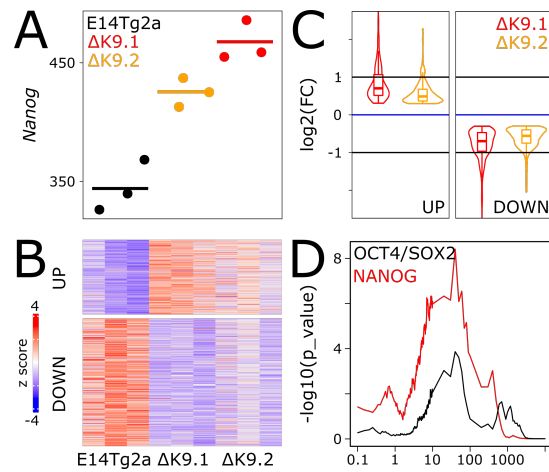 A
E14Tg2a
ΔK9.1
ΔK9.2
Nanog
450
350
B
UP
DOWN
z score
4
-4
E14Tg2a ΔK9.1 ΔK9.2
C
ΔK9.1
ΔK9.2
log2(FC)
1
0
-1
UP
DOWN
D
OCT4/SOX2
NANOG
-log10(p_value)
8
4
0
0.1 1 10 100 1000